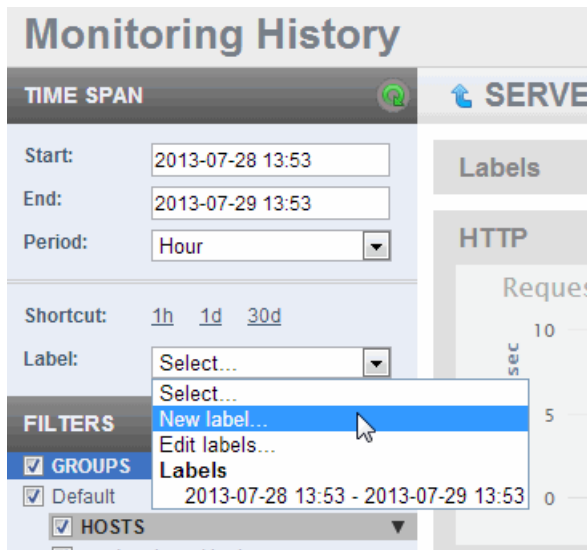 Monitoring History
TIME SPAN
Start: 2013-07-28 13:53
End: 2013-07-29 13:53
Period: Hour
Shortcut: 1h 1d 30d
Label: Select...
Select...
New label...
Edit labels...
Labels
2013-07-28 13:53 - 2013-07-29 13:53
FILTERS
GROUPS
Default
HOSTS
SERVE
Labels
HTTP
Reques
10
sec
5
0